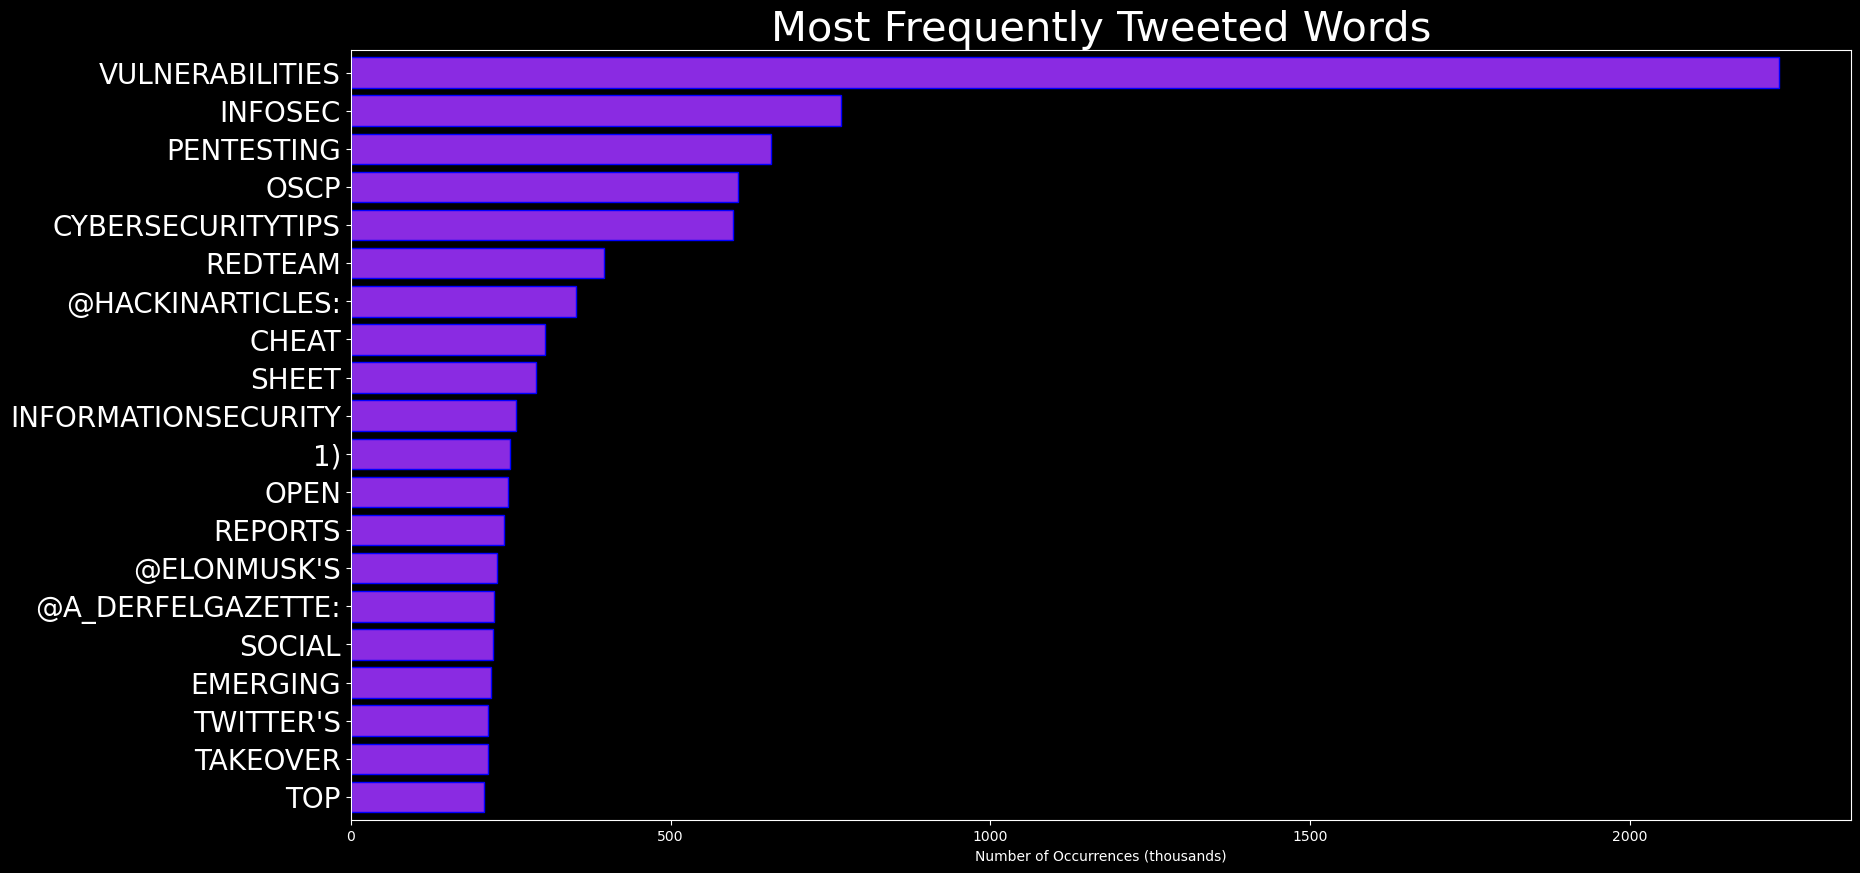 Most Frequently Tweeted Words
VULNERABILITIES
INFOSEC
PENTESTING
OSCP
CYBERSECURITYTIPS
REDTEAM
@HACKINARTICLES:
CHEAT
SHEET
INFORMATIONSECURITY
1)
OPEN
REPORTS
@ELONMUSK'S
@A_DERFELGAZETTE:
SOCIAL
EMERGING
TWITTER'S
TAKEOVER
TOP
0 500 1000 1500 2000
Number of Occurrences (thousands)